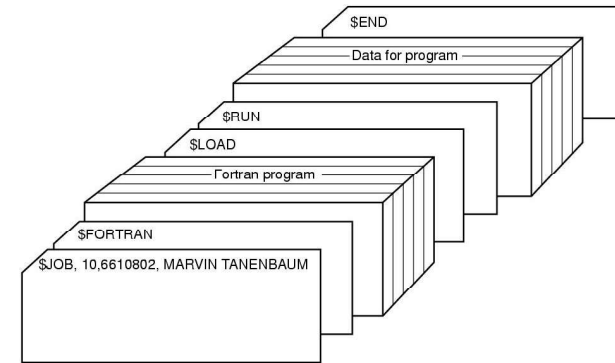 $END
Data for program
$RUN
$LOAD
Fortran program
$FORTRAN
$JOB, 10,6610802, MARVIN TANENBAUM